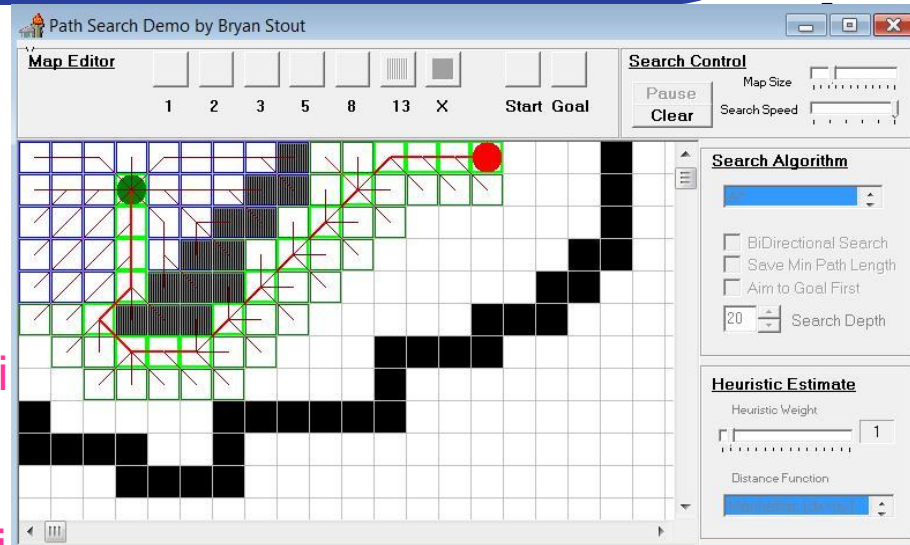 Path Search Demo by Bryan Stout
Map Editor
1 2 3 5 8 13 X Start Goal
Search Control
Map Size
Pause
Clear
Search Speed
Search Algorithm
BiDirectional Search
Save Min Path Length
Aim to Goal First
20 Search Depth
Heuristic Estimate
Heuristic Weight
1
Distance Function